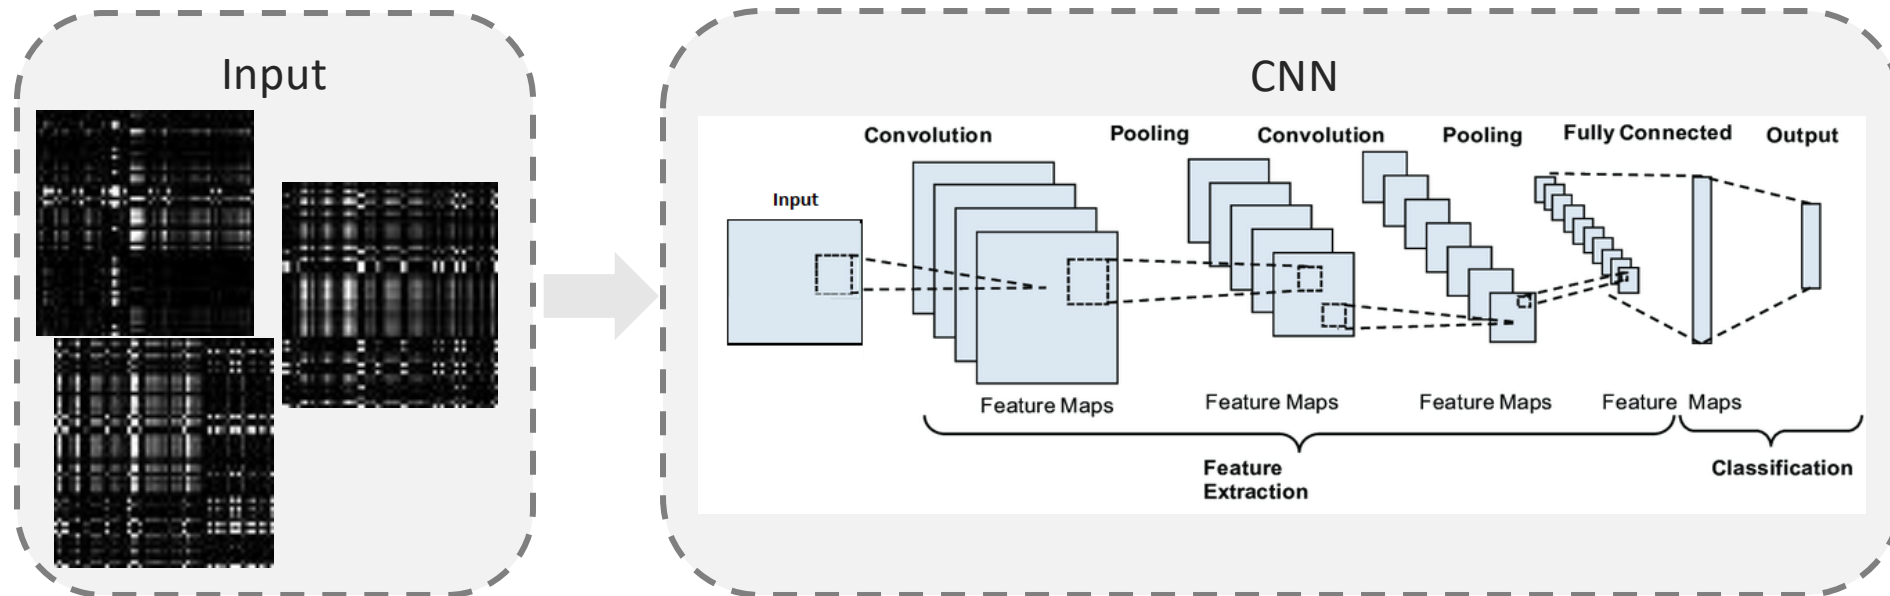 Input
CNN
Convolution
Pooling
Convolution
Pooling
Fully Connected
Output
Input
Feature Maps
Feature Maps
Feature Maps
Feature Maps
Feature
Extraction
Classification